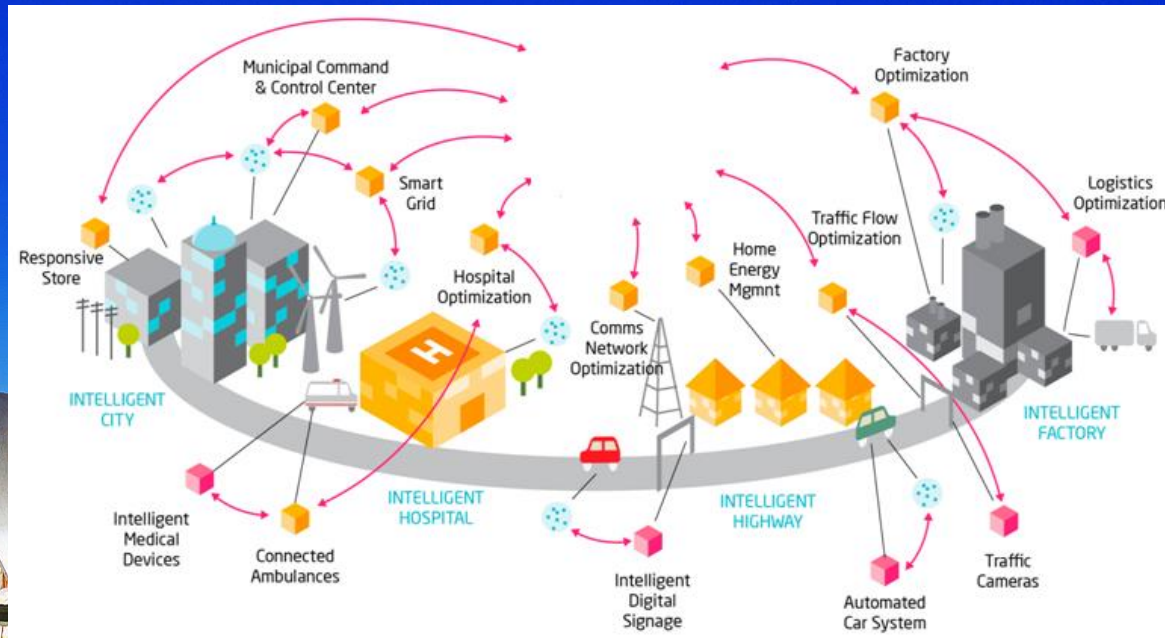 Municipal Command
& Control Center
Factory
Optimization
Smart
Grid
Logistics
Optimization
Responsive
Store
Hospital
Optimization
Home
Energy
Mgmnt
Traffic Flow
Optimization
Comms
Network
Optimization
H
INTELLIGENT
CITY
INTELLIGENT
FACTORY
INTELLIGENT
HOSPITAL
INTELLIGENT
HIGHWAY
Intelligent
Medical
Devices
Connected
Ambulances
Intelligent
Digital
Signage
Automated
Car System
Traffic
Cameras